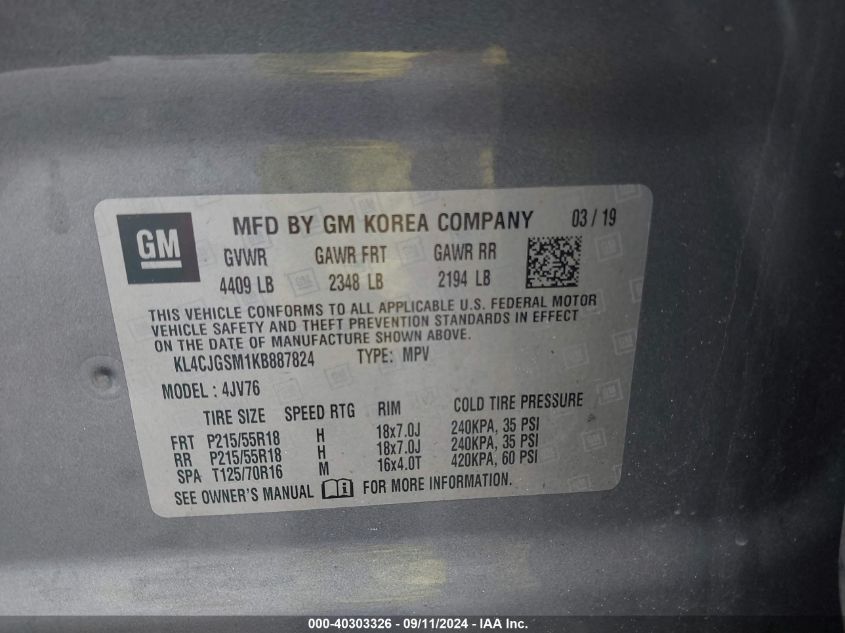 GM
MFD BY GM KOREA COMPANY 03 / 19
GVWR GAWR FRT GAWR RR
4409 LB 2348 LB 2194 LB
THIS VEHICLE CONFORMS TO ALL APPLICABLE U.S. FEDERAL MOTOR
VEHICLE SAFETY AND THEFT PREVENTION STANDARDS IN EFFECT
ON THE DATE OF MANUFACTURE SHOWN ABOVE.
KL4CJGSM1KB887824 TYPE: MPV
MODEL : 4JV76
TIRE SIZE SPEED RTG RIM COLD TIRE PRESSURE
FRT P215/55R18 H 18x7.0J 240KPA, 35 PSI
RR P215/55R18 H 18x7.0J 240KPA, 35 PSI
SPA T125/70R16 M 16x4.0T 420KPA, 60 PSI
SEE OWNER'S MANUAL FOR MORE INFORMATION.
000-40303326 - 09/11/2024 - IAA Inc.